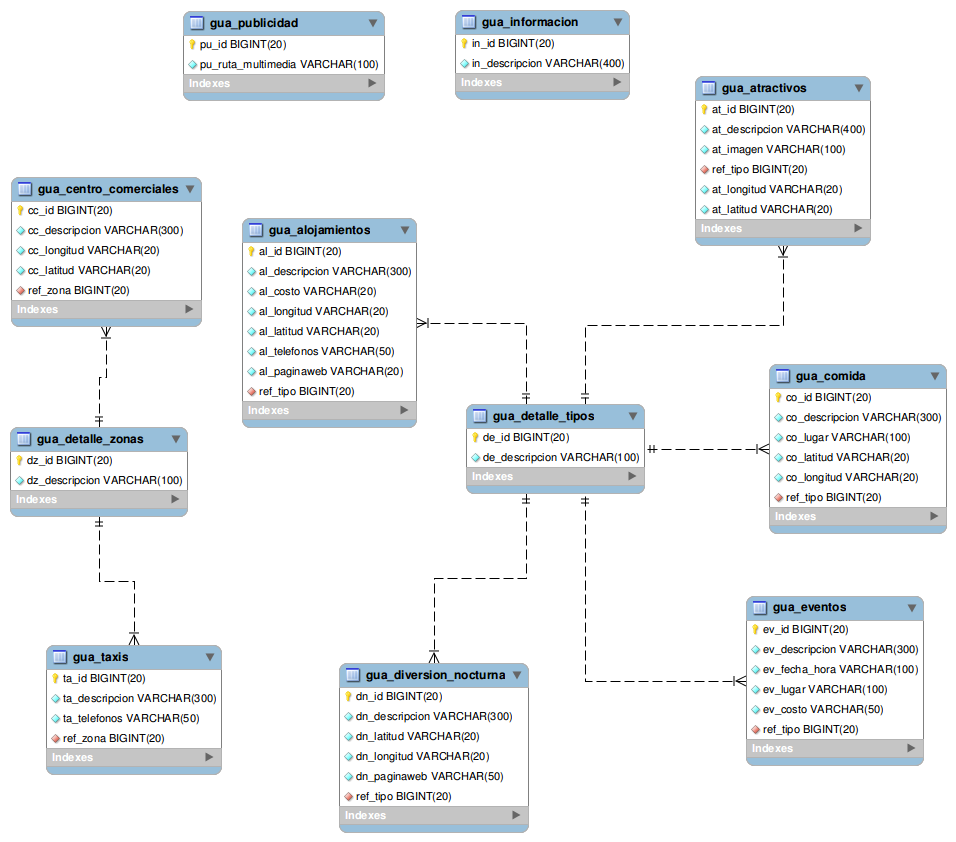 gua_publicidad
pu_id BIGINT(20)
pu_ruta_multimedia VARCHAR(100)
Indexes
gua_informacion
in_id BIGINT(20)
in_descripcion VARCHAR(400)
Indexes
gua_atractivos
at_id BIGINT(20)
at_descripcion VARCHAR(400)
at_imagen VARCHAR(100)
ref_tipo BIGINT(20)
at_longitud VARCHAR(20)
at_latitud VARCHAR(20)
Indexes
gua_centro_comerciales
cc_id BIGINT(20)
cc_descripcion VARCHAR(300)
cc_longitud VARCHAR(20)
cc_latitud VARCHAR(20)
ref_zona BIGINT(20)
Indexes
gua_alojamientos
al_id BIGINT(20)
al_descripcion VARCHAR(300)
al_costo VARCHAR(20)
al_longitud VARCHAR(20)
al_latitud VARCHAR(20)
al_telefonos VARCHAR(50)
al_paginaweb VARCHAR(20)
ref_tipo BIGINT(20)
Indexes
gua_comida
co_id BIGINT(20)
co_descripcion VARCHAR(300)
co_lugar VARCHAR(100)
co_latitud VARCHAR(20)
co_longitud VARCHAR(20)
ref_tipo BIGINT(20)
Indexes
gua_detalle_tipos
de_id BIGINT(20)
de_descripcion VARCHAR(100)
Indexes
gua_detalle_zonas
dz_id BIGINT(20)
dz_descripcion VARCHAR(100)
Indexes
gua_eventos
ev_id BIGINT(20)
ev_descripcion VARCHAR(300)
ev_fecha_hora VARCHAR(100)
ev_lugar VARCHAR(100)
ev_costo VARCHAR(50)
ref_tipo BIGINT(20)
Indexes
gua_taxis
ta_id BIGINT(20)
ta_descripcion VARCHAR(300)
ta_telefonos VARCHAR(50)
ref_zona BIGINT(20)
Indexes
gua_diversion_nocturna
dn_id BIGINT(20)
dn_descripcion VARCHAR(300)
dn_latitud VARCHAR(20)
dn_longitud VARCHAR(20)
dn_paginaweb VARCHAR(50)
ref_tipo BIGINT(20)
Indexes